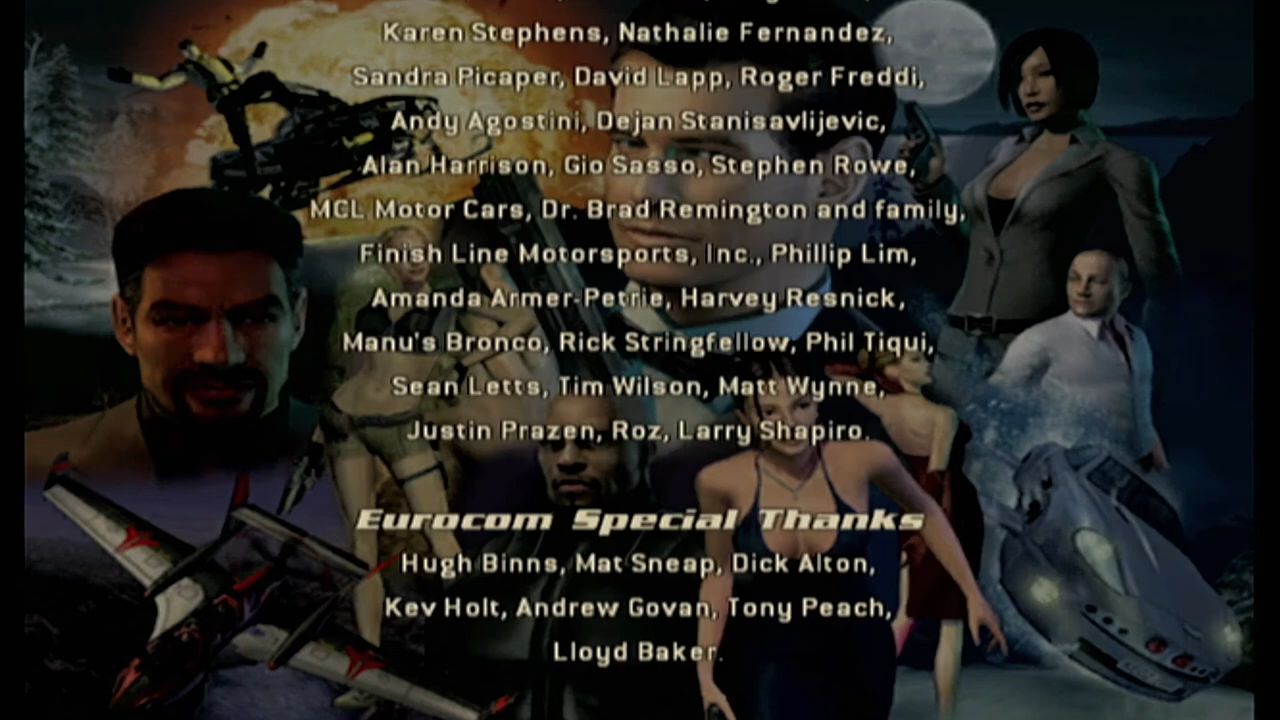 Karen Stephens, Nathalie Fernandez,
Sandra Picaper, David Lapp, Roger Freddi,
Andy Agostini, Dejan Stanisavlijevic,
Alan Harrison, Gio Sasso, Stephen Rowe,
MCL Motor Cars, Dr. Brad Remington and family,
Finish Line Motorsports, Inc., Phillip Lim,
Amanda Armer-Petrie, Harvey Resnick,
Manu's Bronco, Rick Stringfellow, Phil Tiqui,
Sean Letts, Tim Wilson, Matt Wynne,
Justin Prazen, Roz, Larry Shapiro.
Eurocom Special Thanks
Hugh Binns, Mat Sneap, Dick Alton,
Kev Holt, Andrew Govan, Tony Peach,
Lloyd Baker.